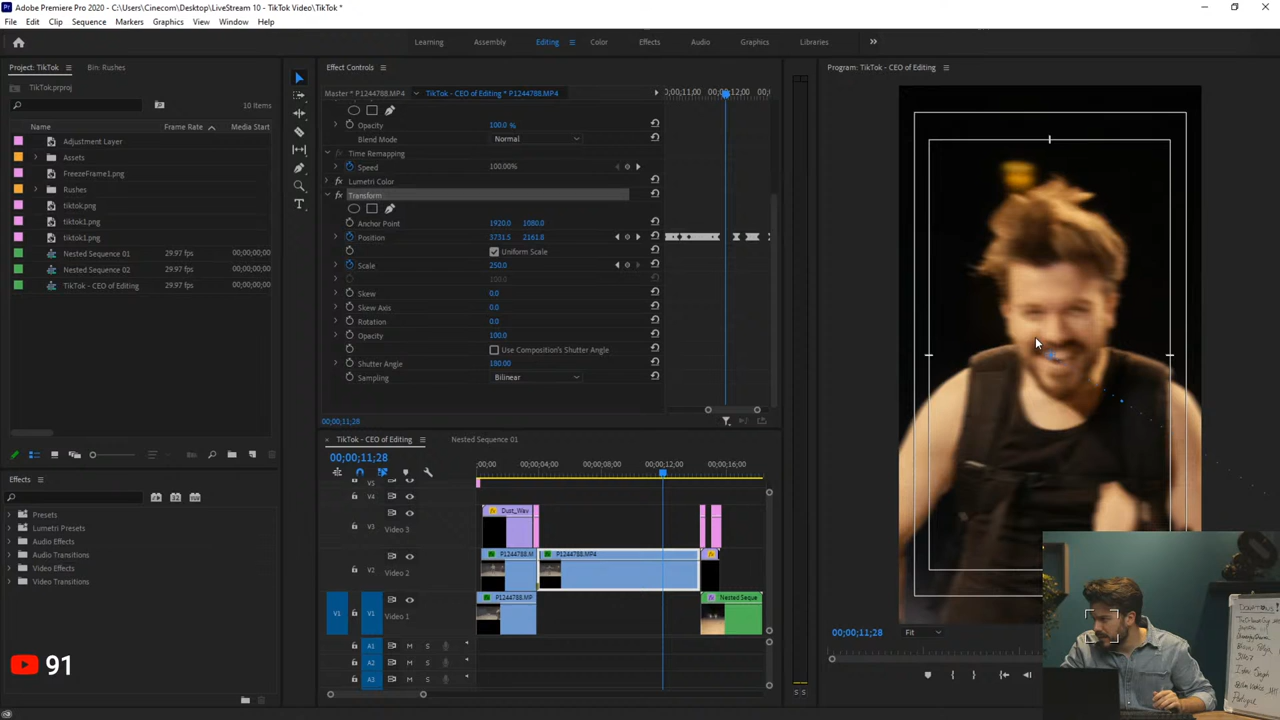 Adobe Premiere Pro 2020 - C:\Users\Cinecom\Desktop\LiveStream 10 - TikTok Video\TikTok *
File Edit Clip Sequence Markers Graphics View Window Help
Learning Assembly Editing Color Effects Audio Graphics Libraries
Project: TikTok Bin: Rushes
TikTok.prproj
10 Items
Name Frame Rate Media Start
Adjustment Layer
Assets
FreezeFrame1.png
Rushes
tiktok.png
tiktok1.png
tiktok1.png
Nested Sequence 01 29.97 fps 00;00;00;00
Nested Sequence 02 29.97 fps 00;00;00;00
TikTok - CEO of Editing 29.97 fps 00;00;00;00
Effects
Presets
Lumetri Presets
Audio Effects
Audio Transitions
Video Effects
Video Transitions
91
Effect Controls
Master * P1244788.MP4 TikTok - CEO of Editing * P1244788.MP4
00;00;11;00 00;00;12;00 00;0
Opacity 100.0 %
Blend Mode Normal
fx Time Remapping
Speed 100.00%
fx Lumetri Color
fx Transform
Anchor Point 1920.0 1080.0
Position 3731.5 2161.8
Uniform Scale
Scale 250.0
100.0
Skew 0.0
Skew Axis 0.0
Rotation 0.0
Opacity 100.0
Use Composition's Shutter Angle
Shutter Angle 180.00
Sampling Bilinear
00;00;11;28
TikTok - CEO of Editing Nested Sequence 01
00;00;11;28
;00;00 00;00;04;00 00;00;08;00 00;00;12;00 00;00;16;00
V5
V4
V3 Video 3 Dust_Wav
V2 Video 2 P1244788.M P1244788.MP4
V1 V1 Video 1 P1244788.MP Nested Seque
A1 M S
A2 M S
A3 M S
S S
Program: TikTok - CEO of Editing
00;00;11;28 Fit